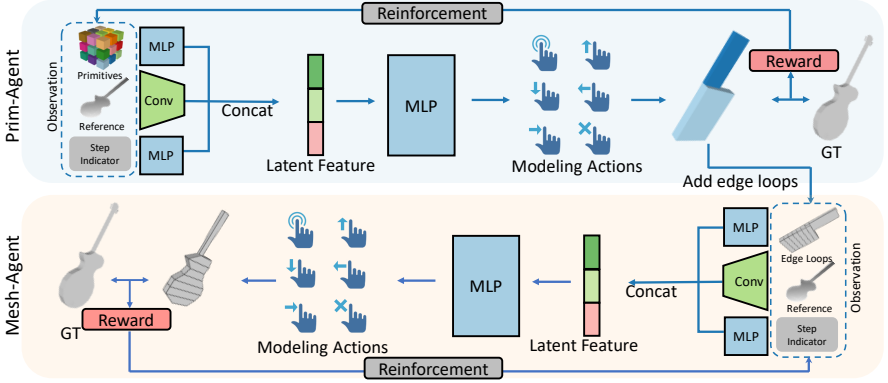 Prim-Agent
Reinforcement
Observation
Primitives
Reference
Step
Indicator
MLP
Conv
MLP
Concat
Latent Feature
MLP
Modeling Actions
Reward
GT
Add edge loops
Mesh-Agent
GT
Reward
Modeling Actions
MLP
Latent Feature
Concat
MLP
Conv
MLP
Edge Loops
Reference
Step
Indicator
Observation
Reinforcement